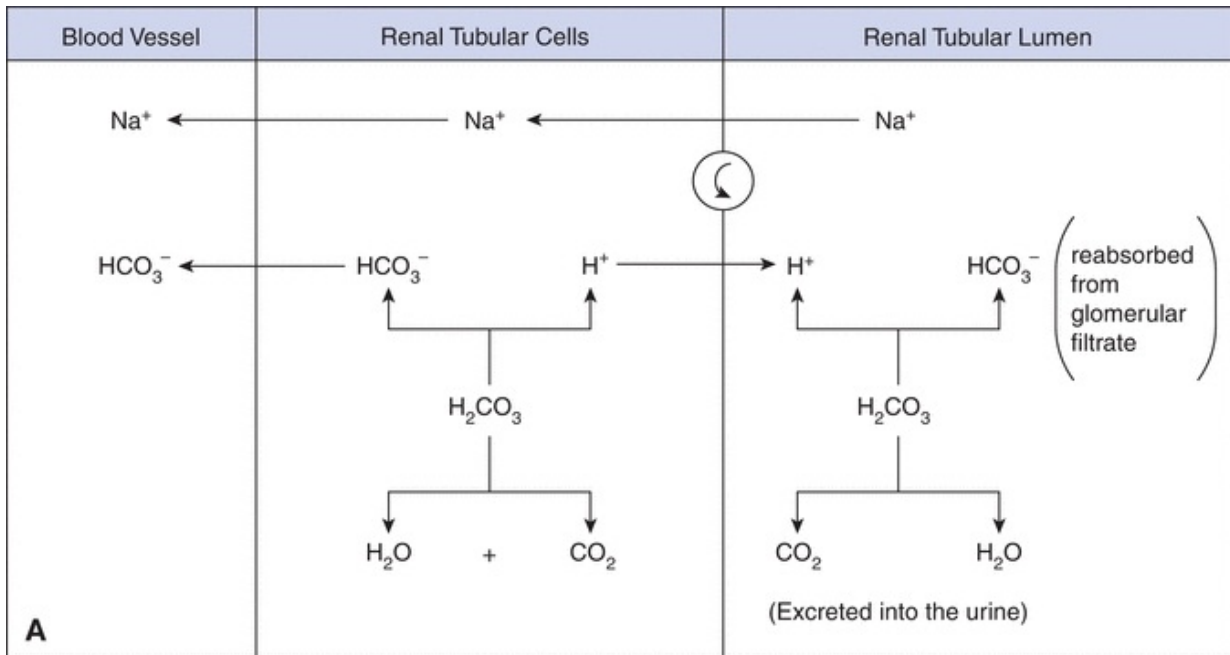 Blood Vessel Renal Tubular Cells Renal Tubular Lumen
Na⁺ Na⁺ Na⁺
HCO₃⁻ HCO₃⁻ H⁺ H⁺ HCO₃⁻
(reabsorbed
from
glomerular
filtrate)
H₂CO₃ H₂CO₃
H₂O + CO₂ CO₂ H₂O
(Excreted into the urine)
A